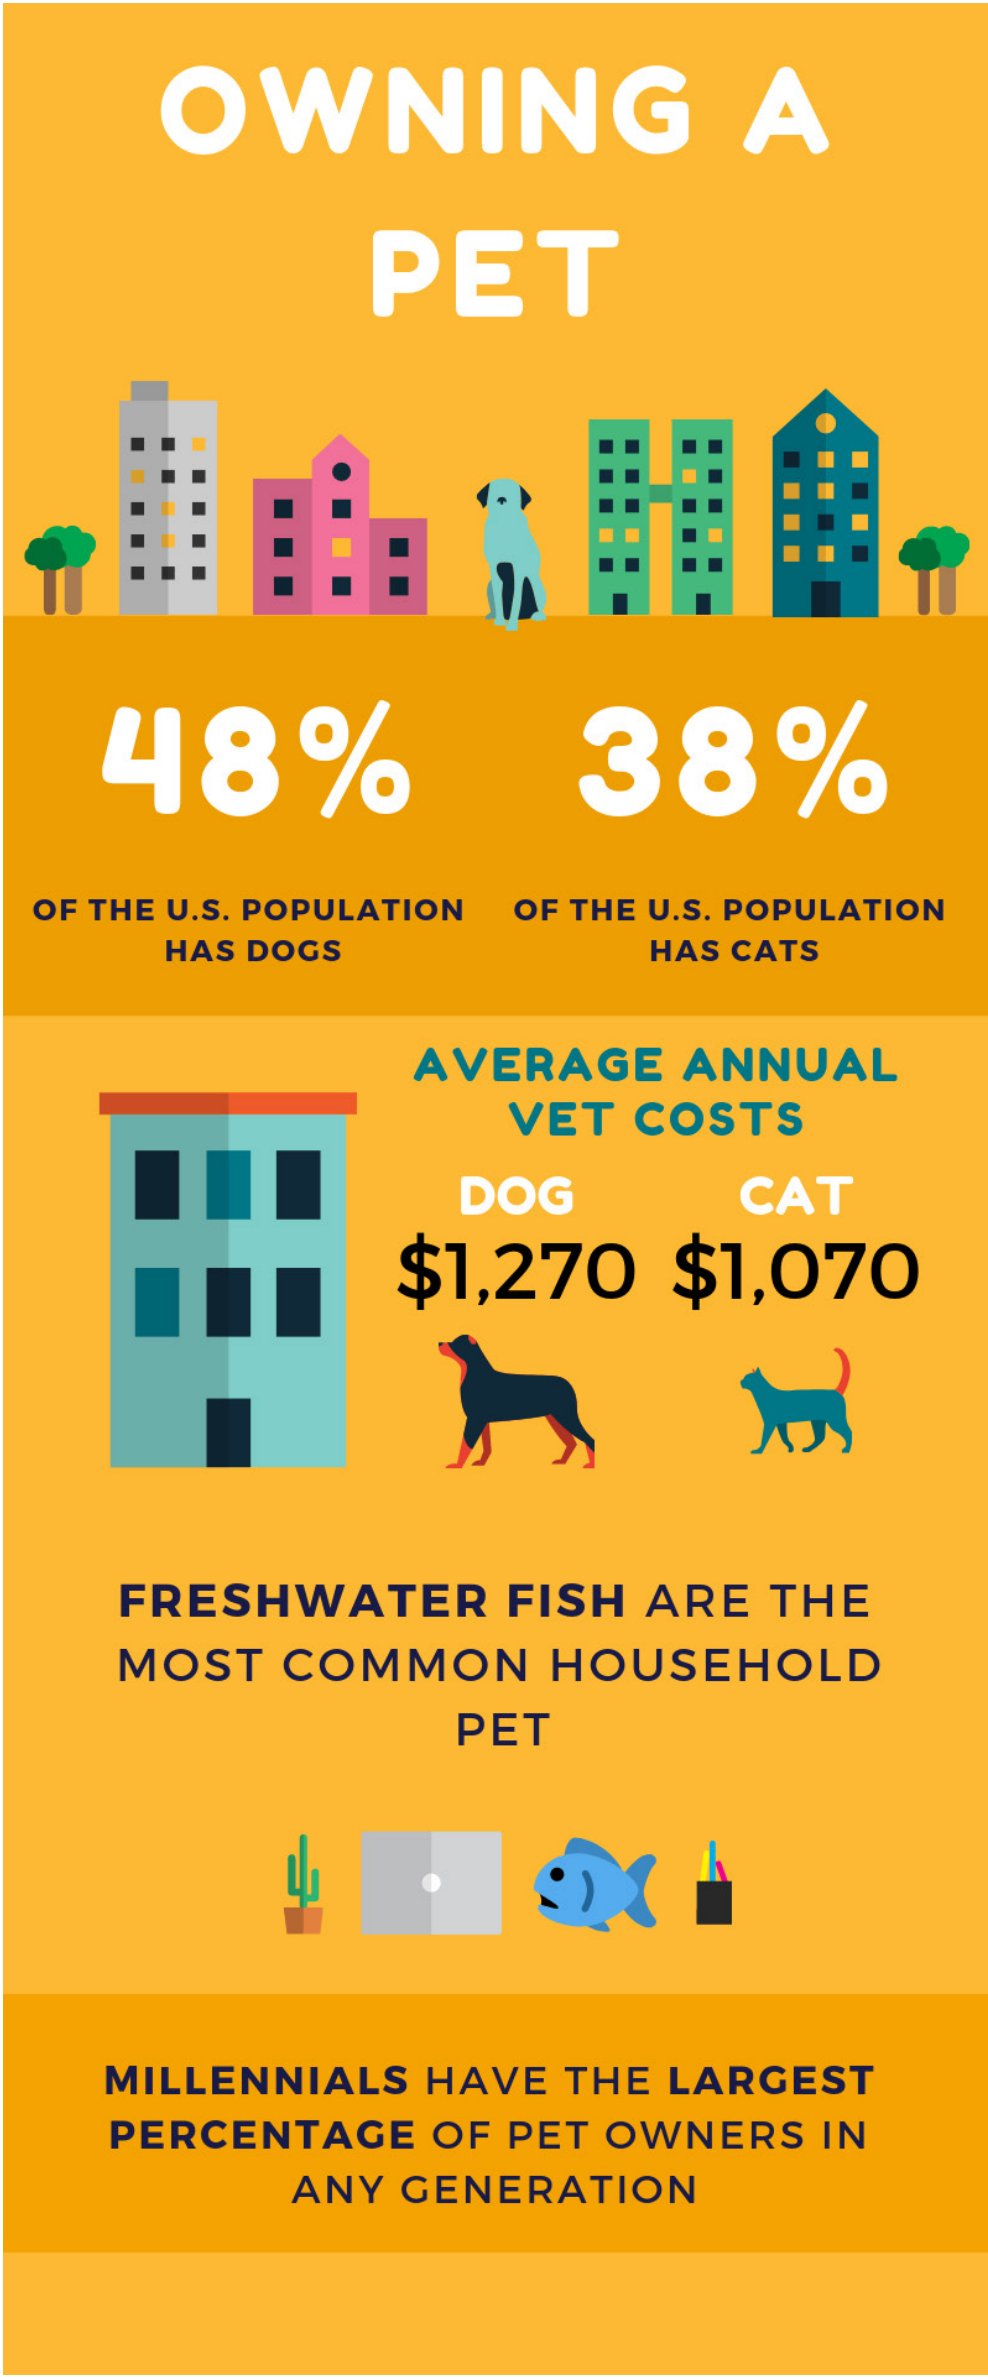 OWNING A
PET
48%
OF THE U.S. POPULATION
HAS DOGS
38%
OF THE U.S. POPULATION
HAS CATS
AVERAGE ANNUAL
VET COSTS
DOG
$1,270
CAT
$1,070
FRESHWATER FISH ARE THE
MOST COMMON HOUSEHOLD
PET
MILLENNIALS HAVE THE LARGEST
PERCENTAGE OF PET OWNERS IN
ANY GENERATION